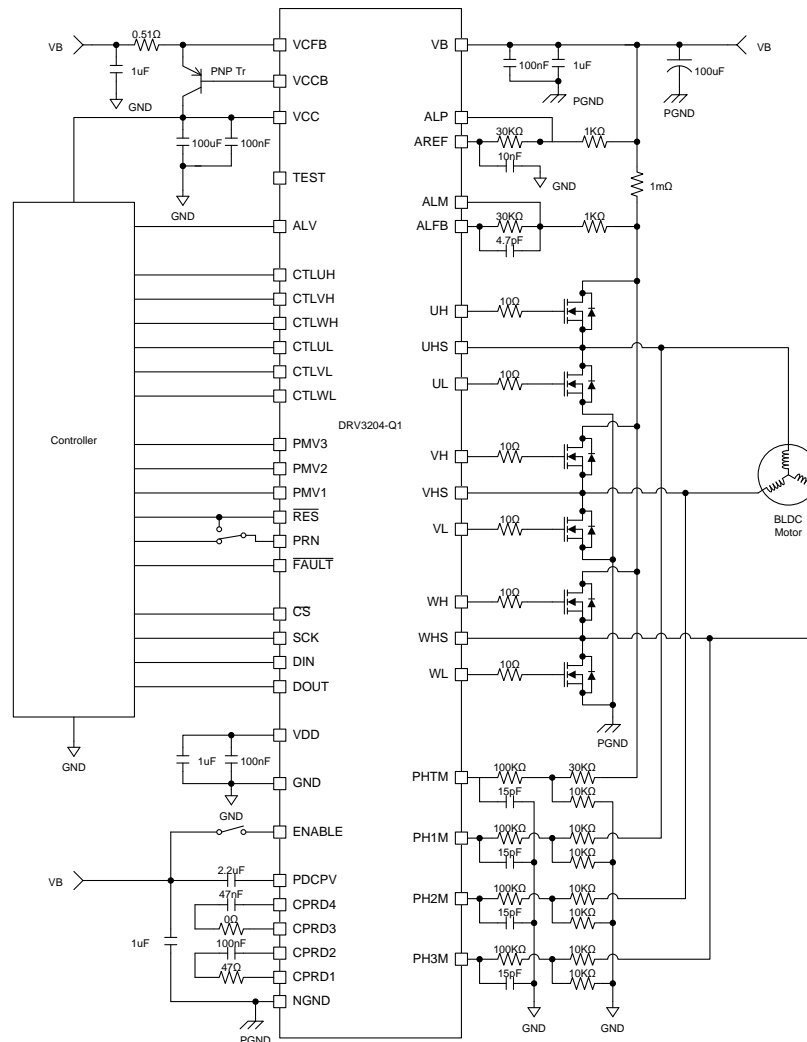 VB
0.51Ω
VCFB
1uF
PNP Tr
VCCB
GND
VCC
100uF
100nF
TEST
GND
ALV
CTLUH
CTLVH
CTLWH
CTLUL
CTLVL
CTLWL
Controller
PMV3
PMV2
PMV1
RES
PRN
FAULT
CS
SCK
DIN
DOUT
GND
VDD
1uF
100nF
GND
GND
ENABLE
VB
2.2uF
PDCPV
47nF
CPRD4
0Ω
CPRD3
1uF
100nF
CPRD2
47Ω
CPRD1
NGND
PGND
DRV3204-Q1
VB
100nF
1uF
100uF
VB
PGND
PGND
ALP
AREF
30KΩ
1KΩ
10nF
GND
1mΩ
ALM
ALFB
30KΩ
1KΩ
4.7pF
UH
10Ω
UHS
UL
10Ω
VH
10Ω
VHS
VL
10Ω
BLDC
Motor
WH
10Ω
WHS
WL
10Ω
PGND
PHTM
100KΩ
30KΩ
15pF
10KΩ
PH1M
100KΩ
10KΩ
15pF
10KΩ
PH2M
100KΩ
10KΩ
15pF
10KΩ
PH3M
100KΩ
10KΩ
15pF
10KΩ
GND
GND